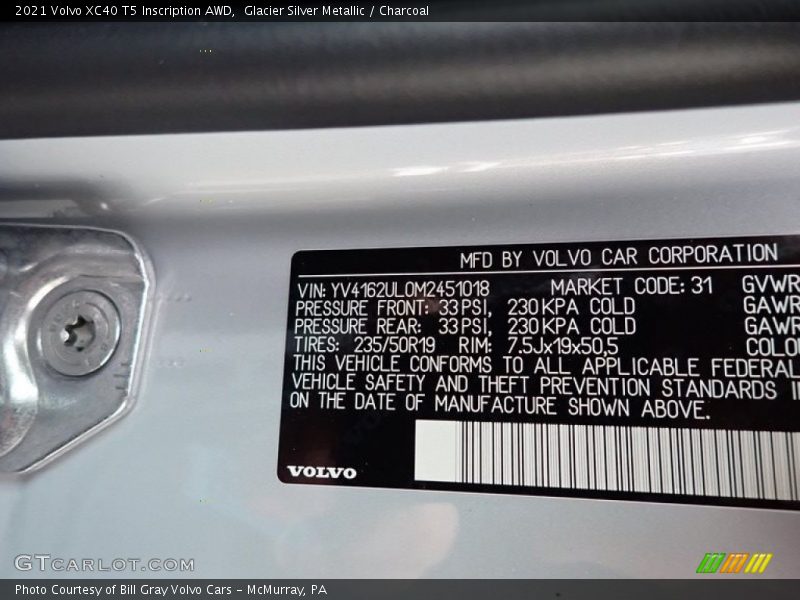 2021 Volvo XC40 T5 Inscription AWD,  Glacier Silver Metallic / Charcoal
MFD BY VOLVO CAR CORPORATION
VIN: YV4162UL0M2451018 MARKET CODE: 31 GVWR
PRESSURE FRONT: 33 PSI, 230 KPA COLD GAWR
PRESSURE REAR: 33 PSI, 230 KPA COLD GAWR
TIRES: 235/50R19 RIM: 7.5Jx19x50,5 COLO
THIS VEHICLE CONFORMS TO ALL APPLICABLE FEDERAL
VEHICLE SAFETY AND THEFT PREVENTION STANDARDS I
ON THE DATE OF MANUFACTURE SHOWN ABOVE.
VOLVO
GTCARLOT.COM
Photo Courtesy of Bill Gray Volvo Cars – McMurray, PA